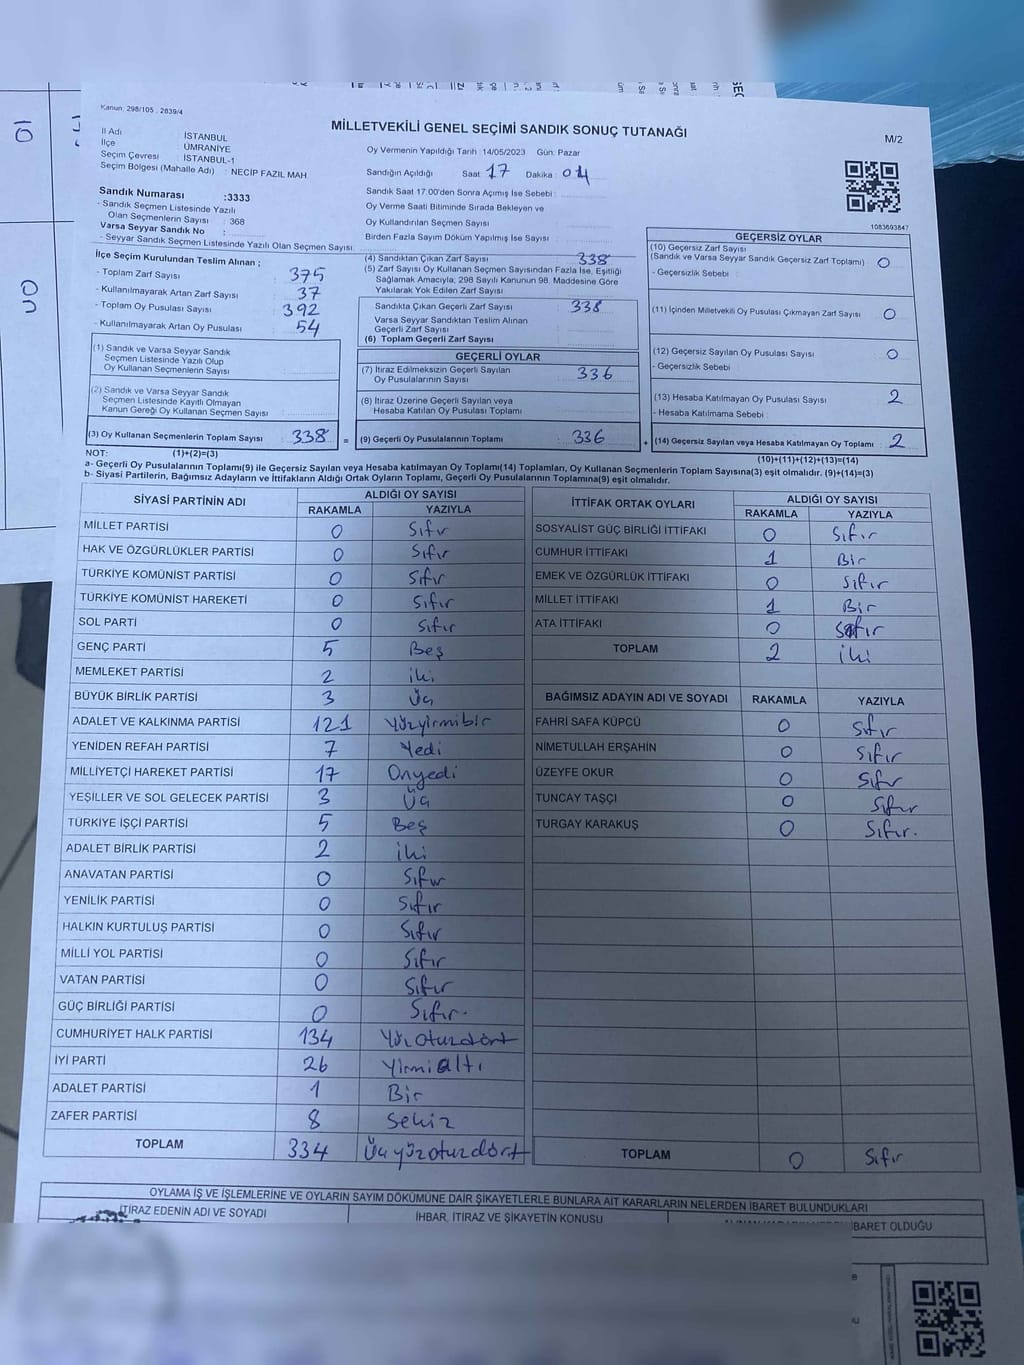 Kanun: 298/105 . 2839/4
MİLLETVEKİLİ GENEL SEÇİMİ SANDIK SONUÇ TUTANAĞI
M/2
İl Adı : İSTANBUL
İlçe : ÜMRANİYE
Seçim Çevresi : İSTANBUL-1
Seçim Bölgesi (Mahalle Adı) : NECİP FAZIL MAH.
Oy Vermenin Yapıldığı Tarih :14/05/2023 Gün: Pazar
Sandığın Açıldığı Saat : 17 Dakika : 04
Sandık Saat 17.00'den Sonra Açımış İse Sebebi :
Oy Verme Saati Bitiminde Sırada Bekleyen ve
Oy Kullandırılan Seçmen Sayısı
Birden Fazla Sayım Döküm Yapılmış İse Sayısı :
Sandık Numarası :3333
- Sandık Seçmen Listesinde Yazılı
Olan Seçmenlerin Sayısı : 368
Varsa Seyyar Sandık No :
- Seyyar Sandık Seçmen Listesinde Yazılı Olan Seçmen Sayısı:
1083693847
İlçe Seçim Kurulundan Teslim Alınan ;
- Toplam Zarf Sayısı : 375
- Kullanılmayarak Artan Zarf Sayısı : 37
- Toplam Oy Pusulası Sayısı : 392
- Kullanılmayarak Artan Oy Pusulası : 54
(1) Sandık ve Varsa Seyyar Sandık
Seçmen Listesinde Yazılı Olup
Oy Kullanan Seçmenlerin Sayısı :
(2) Sandık ve Varsa Seyyar Sandık
Seçmen Listesinde Kayıtlı Olmayan
Kanun Gereği Oy Kullanan Seçmen Sayısı :
(3) Oy Kullanan Seçmenlerin Toplam Sayısı : 338 =
(4) Sandıktan Çıkan Zarf Sayısı : 338
(5) Zarf Sayısı Oy Kullanan Seçmen Sayısından Fazla İse, Eşitliği
Sağlamak Amacıyla, 298 Sayılı Kanunun 98. Maddesine Göre
Yakılarak Yok Edilen Zarf Sayısı :
Sandıkta Çıkan Geçerli Zarf Sayısı : 338
Varsa Seyyar Sandıktan Teslim Alınan
Geçerli Zarf Sayısı :
(6) Toplam Geçerli Zarf Sayısı :
GEÇERLİ OYLAR
(7) İtiraz Edilmeksizin Geçerli Sayılan
Oy Pusulalarının Sayısı : 336
(8) İtiraz Üzerine Geçerli Sayılan veya
Hesaba Katılan Oy Pusulası Toplamı :
(9) Geçerli Oy Pusulalarının Toplamı : 336 +
GEÇERSİZ OYLAR
(10) Geçersiz Zarf Sayısı
(Sandık ve Varsa Seyyar Sandık Geçersiz Zarf Toplamı) : 0
- Geçersizlik Sebebi :
(11) İçinden Milletvekili Oy Pusulası Çıkmayan Zarf Sayısı : 0
(12) Geçersiz Sayılan Oy Pusulası Sayısı : 0
- Geçersizlik Sebebi :
(13) Hesaba Katılmayan Oy Pusulası Sayısı : 2
- Hesaba Katılmama Sebebi :
(14) Geçersiz Sayılan veya Hesaba Katılmayan Oy Toplamı : 2
NOT: (1)+(2)=(3)
(10)+(11)+(12)+(13)=(14)
a- Geçerli Oy Pusulalarının Toplamı(9) ile Geçersiz Sayılan veya Hesaba katılmayan Oy Toplamı(14) Toplamları, Oy Kullanan Seçmenlerin Toplam Sayısına(3) eşit olmalıdır. (9)+(14)=(3)
b- Siyasi Partilerin, Bağımsız Adayların ve İttifakların Aldığı Ortak Oyların Toplamı, Geçerli Oy Pusulalarının Toplamına(9) eşit olmalıdır.
SİYASİ PARTİNİN ADI ALDIĞI OY SAYISI
RAKAMLA YAZIYLA
MİLLET PARTİSİ 0 Sıfır
HAK VE ÖZGÜRLÜKLER PARTİSİ 0 Sıfır
TÜRKİYE KOMÜNİST PARTİSİ 0 Sıfır
TÜRKİYE KOMÜNİST HAREKETİ 0 Sıfır
SOL PARTİ 0 Sıfır
GENÇ PARTİ 5 Beş
MEMLEKET PARTİSİ 2 iki
BÜYÜK BİRLİK PARTİSİ 3 Üç
ADALET VE KALKINMA PARTİSİ 121 Yüzyirmibir
YENİDEN REFAH PARTİSİ 7 Yedi
MİLLİYETÇİ HAREKET PARTİSİ 17 Onyedi
YEŞİLLER VE SOL GELECEK PARTİSİ 3 Üç
TÜRKİYE İŞÇİ PARTİSİ 5 Beş
ADALET BİRLİK PARTİSİ 2 iki
ANAVATAN PARTİSİ 0 Sıfır
YENİLİK PARTİSİ 0 Sıfır
HALKIN KURTULUŞ PARTİSİ 0 Sıfır
MİLLİ YOL PARTİSİ 0 Sıfır
VATAN PARTİSİ 0 Sıfır
GÜÇ BİRLİĞİ PARTİSİ 0 Sıfır.
CUMHURİYET HALK PARTİSİ 134 Yüzotuzdört
İYİ PARTİ 26 Yirmialtı
ADALET PARTİSİ 1 Bir
ZAFER PARTİSİ 8 Sekiz
TOPLAM 334 Üçyüzotuzdört
İTTİFAK ORTAK OYLARI ALDIĞI OY SAYISI
RAKAMLA YAZIYLA
SOSYALİST GÜÇ BİRLİĞİ İTTİFAKI 0 Sıfır
CUMHUR İTTİFAKI 1 Bir
EMEK VE ÖZGÜRLÜK İTTİFAKI 0 Sıfır
MİLLET İTTİFAKI 1 Bir
ATA İTTİFAKI 0 Sıfır
TOPLAM 2 iki
BAĞIMSIZ ADAYIN ADI VE SOYADI RAKAMLA YAZIYLA
FAHRİ SAFA KÜPCÜ 0 Sıfır
NİMETULLAH ERŞAHİN 0 Sıfır
ÜZEYFE OKUR 0 Sıfır
TUNCAY TAŞÇI 0 Sıfır
TURGAY KARAKUŞ 0 Sıfır.
TOPLAM 0 Sıfır
OYLAMA İŞ VE İŞLEMLERİNE VE OYLARIN SAYIM DÖKÜMÜNE DAİR ŞİKAYETLERLE BUNLARA AİT KARARLARIN NELERDEN İBARET BULUNDUKLARI
İTİRAZ EDENİN ADI VE SOYADI İHBAR, İTİRAZ VE ŞİKAYETİN KONUSU İBARET OLDUĞU